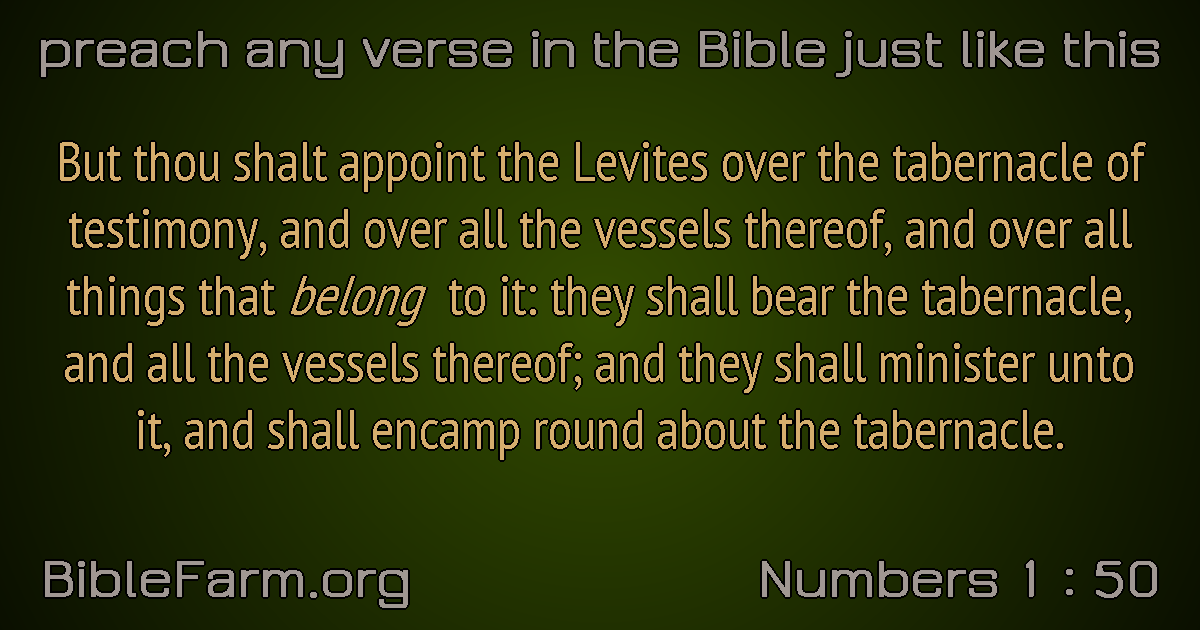 preach any verse in the Bible just like this
But thou shalt appoint the Levites over the tabernacle of
testimony, and over all the vessels thereof, and over all
things that belong to it: they shall bear the tabernacle,
and all the vessels thereof; and they shall minister unto
it, and shall encamp round about the tabernacle.
BibleFarm.org
Numbers 1 : 50